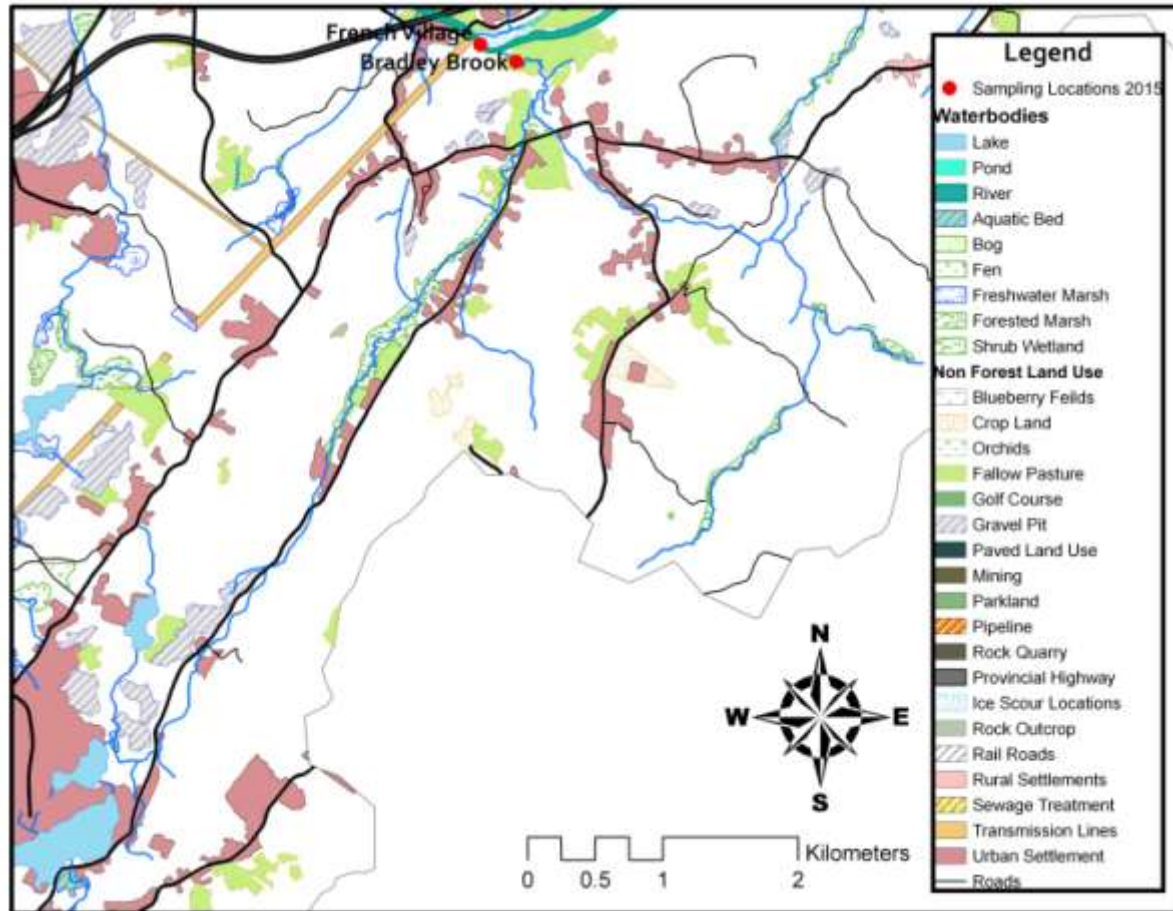 French Village
Bradley Brook
Legend
Sampling Locations 2015
Waterbodies
Lake
Pond
River
Aquatic Bed
Bog
Fen
Freshwater Marsh
Forested Marsh
Shrub Wetland
Non Forest Land Use
Blueberry Feilds
Crop Land
Orchids
Fallow Pasture
Golf Course
Gravel Pit
Paved Land Use
Mining
Parkland
Pipeline
Rock Quarry
Provincial Highway
Ice Scour Locations
Rock Outcrop
Rail Roads
Rural Settlements
Sewage Treatment
Transmission Lines
Urban Settlement
Roads
N
W E
S
Kilometers
0 0.5 1 2